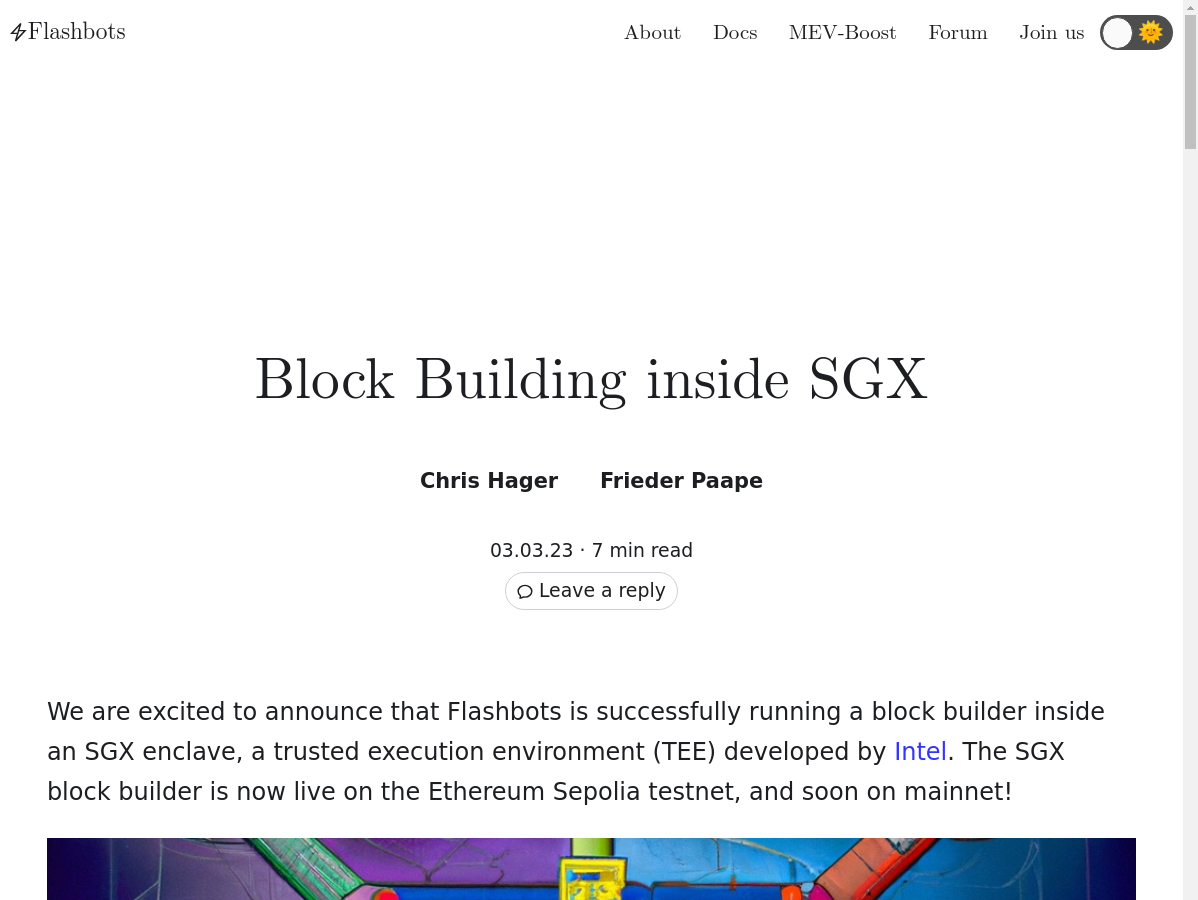 Flashbots
About Docs MEV-Boost Forum Join us
Block Building inside SGX
Chris Hager Frieder Paape
03.03.23 · 7 min read
Leave a reply
We are excited to announce that Flashbots is successfully running a block builder inside
an SGX enclave, a trusted execution environment (TEE) developed by Intel. The SGX
block builder is now live on the Ethereum Sepolia testnet, and soon on mainnet!